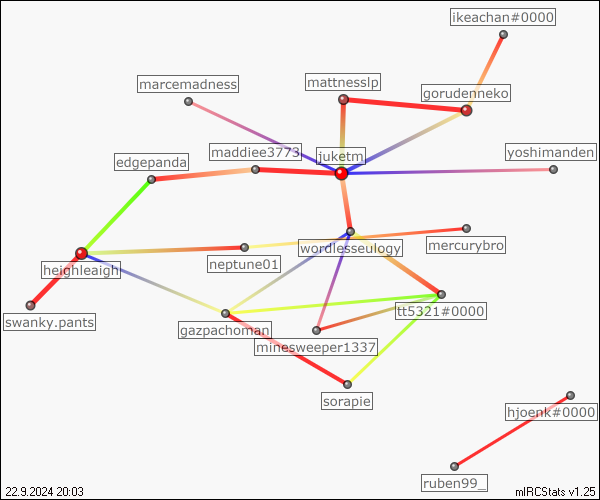 ikeachan#0000
marcemadness
mattnesslp
gorudenneko
edgepanda
maddiee3773
juketm
yoshimanden
wordlesseulogy
mercurybro
heighleaigh
neptune01
swanky.pants
gazpachoman
tt5321#0000
minesweeper1337
sorapie
hjoenk#0000
ruben99_
22.9.2024 20:03
mIRCStats v1.25